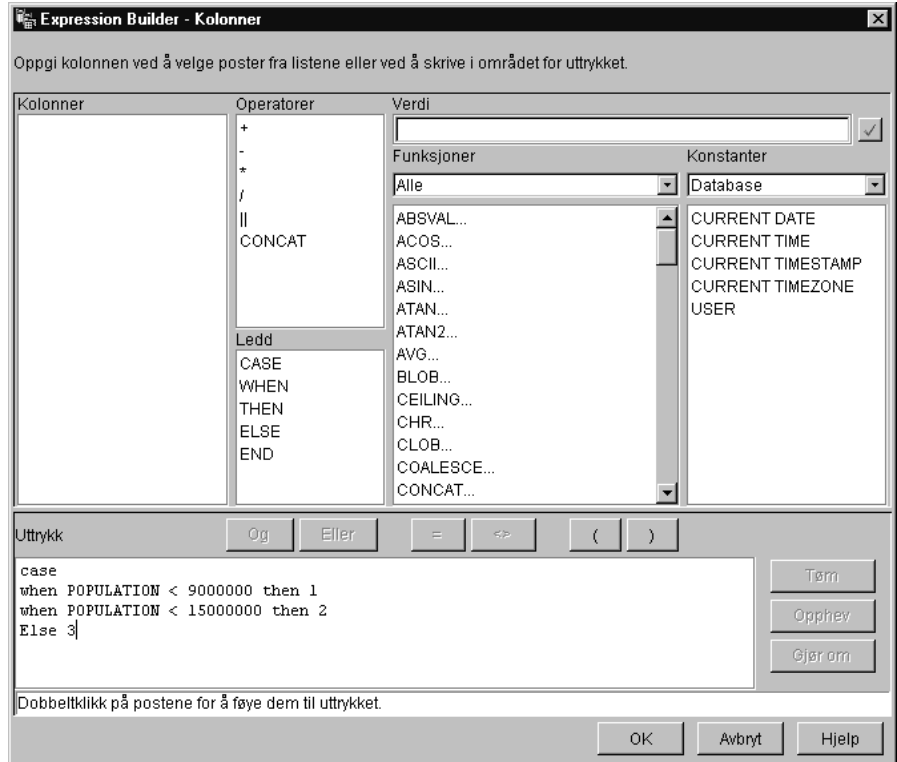 Expression Builder - Kolonner
Oppgi kolonnen ved å velge poster fra listene eller ved å skrive i området for uttrykket.
Kolonner
Operatorer
+
-
*
/
||
CONCAT
Ledd
CASE
WHEN
THEN
ELSE
END
Verdi
Funksjoner
Alle
ABSVAL...
ACOS...
ASCII...
ASIN...
ATAN...
ATAN2...
AVG...
BLOB...
CEILING...
CHR...
CLOB...
COALESCE...
CONCAT...
Konstanter
Database
CURRENT DATE
CURRENT TIME
CURRENT TIMESTAMP
CURRENT TIMEZONE
USER
Uttrykk Og Eller = <> ( )
case
when POPULATION < 9000000 then 1
when POPULATION < 15000000 then 2
Else 3
Tøm
Opphev
Gjør om
Dobbeltklikk på postene for å føye dem til uttrykket.
OK Avbryt Hjelp